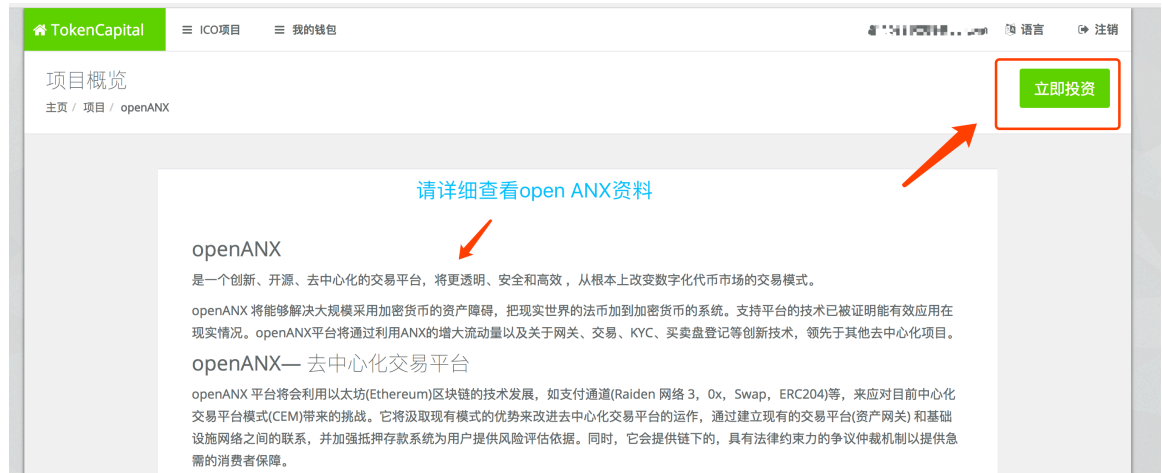 TokenCapital
ICO项目
我的钱包
语言
注销
项目概览
主页 / 项目 / openANX
立即投资
请详细查看open ANX资料
openANX
是一个创新、开源、去中心化的交易平台，将更透明、安全和高效 ，从根本上改变数字化代币市场的交易模式。
openANX 将能够解决大规模采用加密货币的资产障碍，把现实世界的法币加到加密货币的系统。支持平台的技术已被证明能有效应用在
现实情况。openANX平台将通过利用ANX的增大流动量以及关于网关、交易、KYC、买卖盘登记等创新技术，领先于其他去中心化项目。
openANX— 去中心化交易平台
openANX 平台将会利用以太坊(Ethereum)区块链的技术发展，如支付通道(Raiden 网络 3，0x，Swap，ERC204)等，来应对目前中心化
交易平台模式(CEM)带来的挑战。它将汲取现有模式的优势来改进去中心化交易平台的运作，通过建立现有的交易平台(资产网关) 和基础
设施网络之间的联系，并加强抵押存款系统为用户提供风险评估依据。同时，它会提供链下的，具有法律约束力的争议仲裁机制以提供急
需的消费者保障。